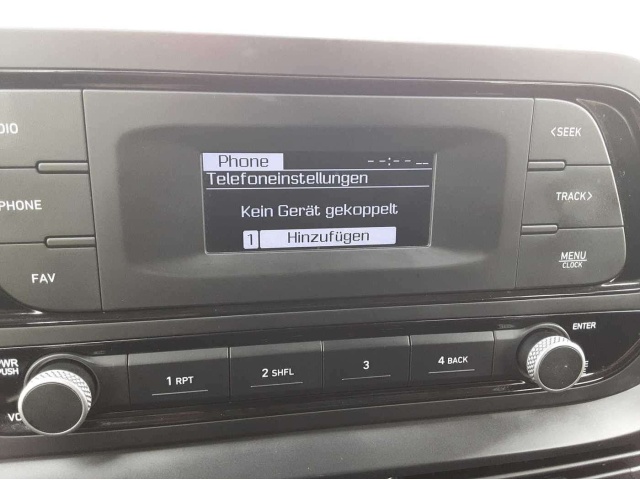 Phone --:-- __
Telefoneinstellungen
Kein Gerät gekoppelt
1 Hinzufügen
<SEEK
PHONE
TRACK>
FAV
MENU
CLOCK
PUSH
ENTER
1 RPT
2 SHFL
3
4 BACK